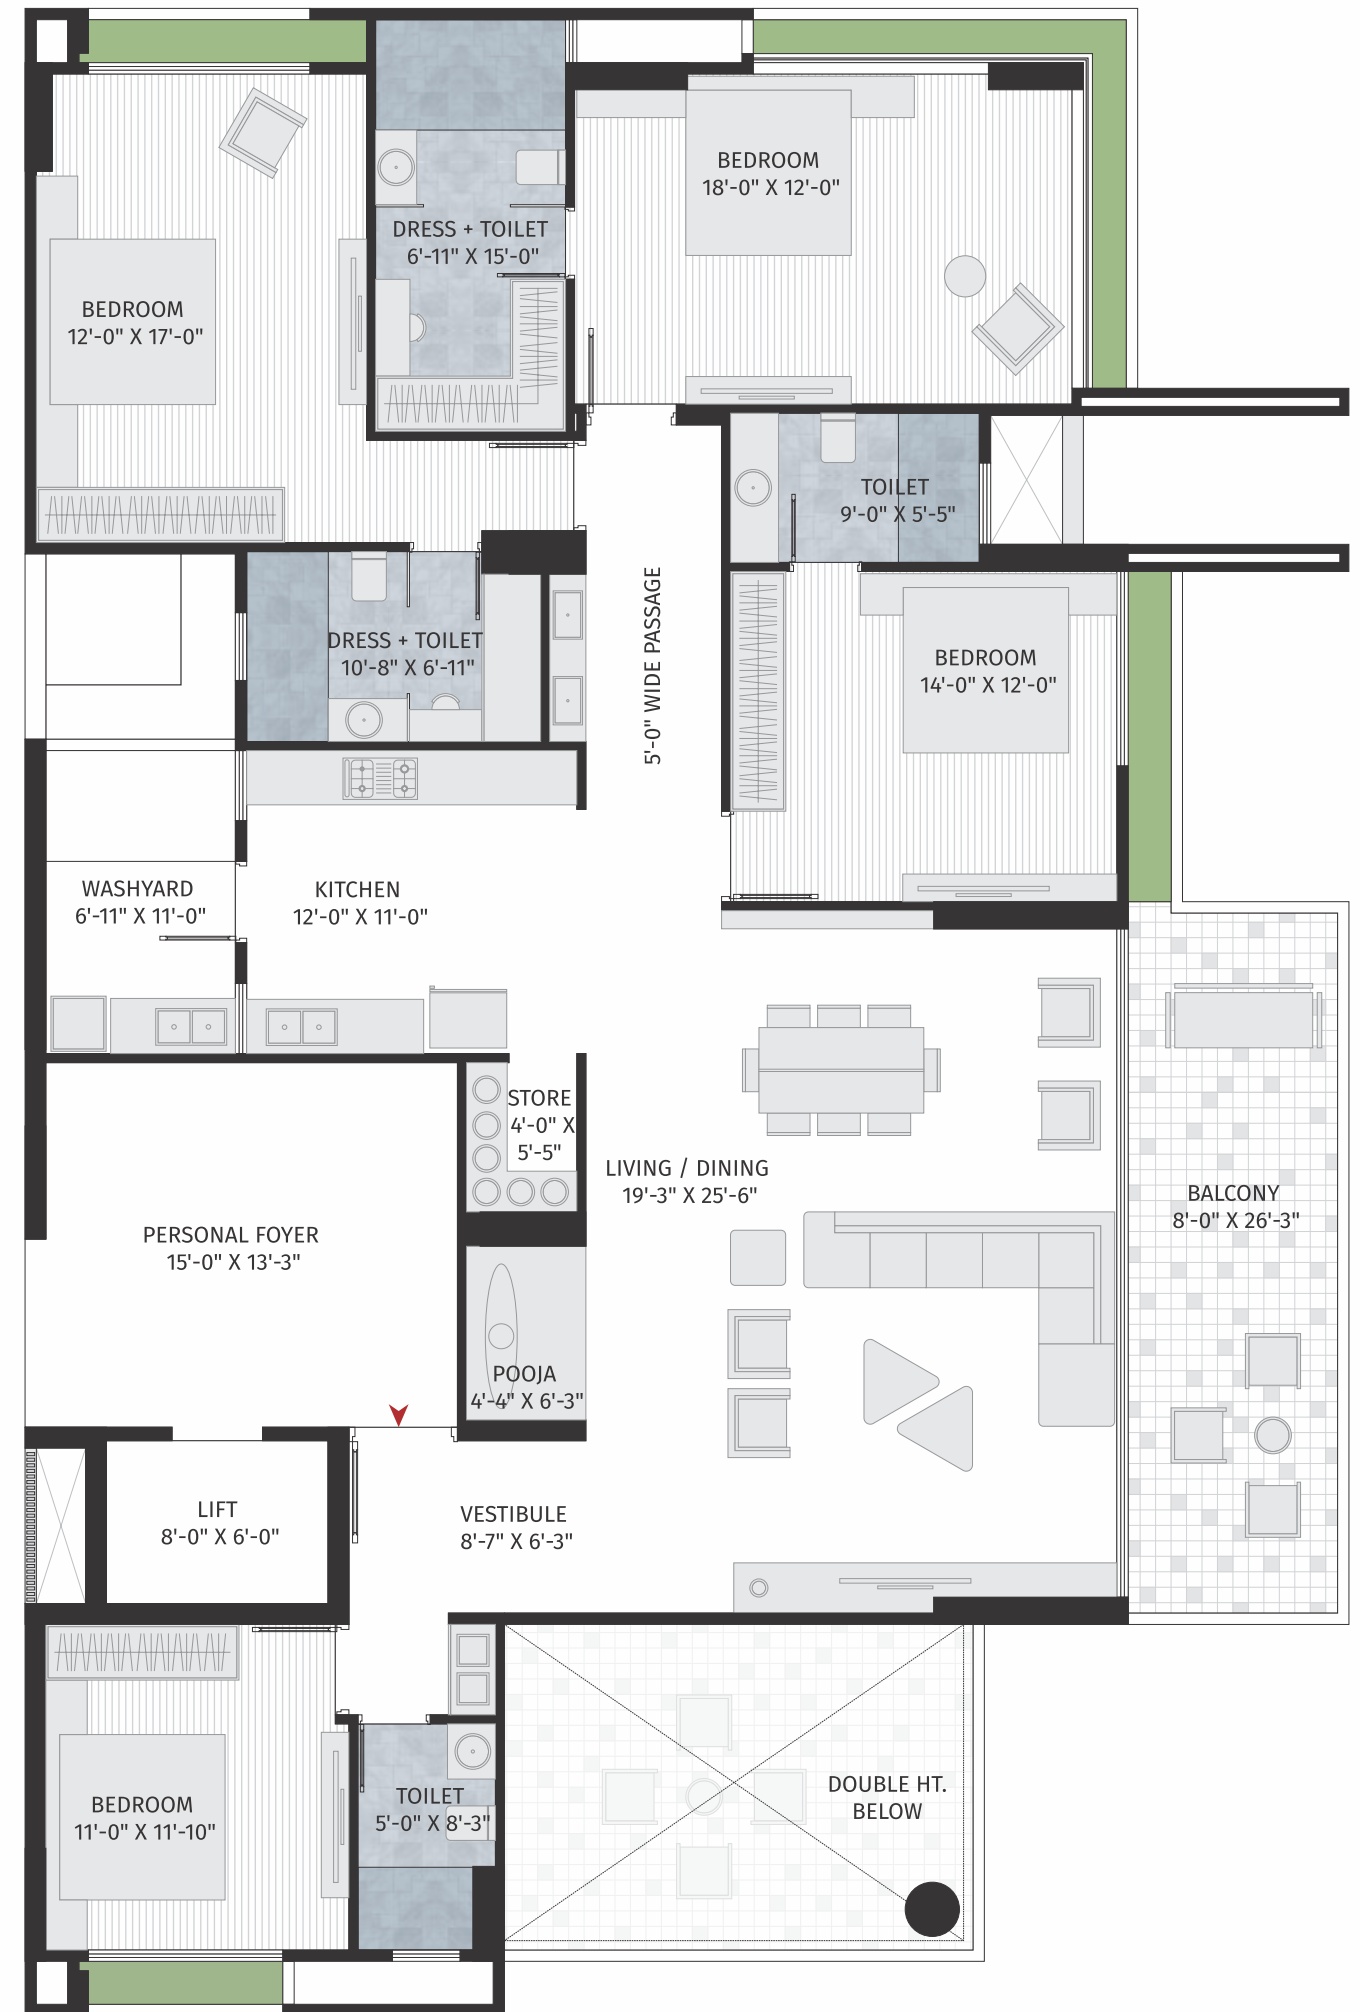 BEDROOM
18'-0" X 12'-0"
DRESS + TOILET
6'-11" X 15'-0"
BEDROOM
12'-0" X 17'-0"
TOILET
9'-0" X 5'-5"
5'-0" WIDE PASSAGE
DRESS + TOILET
10'-8" X 6'-11"
BEDROOM
14'-0" X 12'-0"
WASHYARD
6'-11" X 11'-0"
KITCHEN
12'-0" X 11'-0"
STORE
4'-0" X
5'-5"
LIVING / DINING
19'-3" X 25'-6"
BALCONY
8'-0" X 26'-3"
PERSONAL FOYER
15'-0" X 13'-3"
POOJA
4'-4" X 6'-3"
LIFT
8'-0" X 6'-0"
VESTIBULE
8'-7" X 6'-3"
DOUBLE HT.
BELOW
TOILET
5'-0" X 8'-3"
BEDROOM
11'-0" X 11'-10"